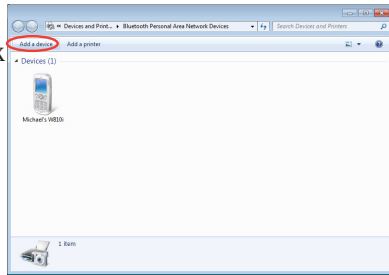 « Devices and Print... ▸ Bluetooth Personal Area Network Devices
Search Devices and Printers
Add a device Add a printer
Devices (1)
Michael's W810i
1 item